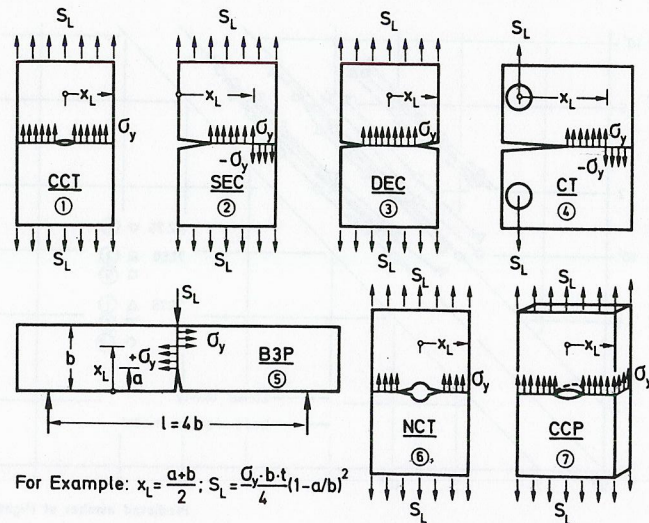 S_L S_L S_L S_L
x_L x_L x_L x_L
σ_y σ_y σ_y σ_y
-σ_y -σ_y
CCT SEC DEC CT
① ② ③ ④
S_L S_L S_L S_L
S_L S_L S_L
b x_L +σ_y a σ_y B3P x_L x_L
⑤ σ_y σ_y
l = 4b NCT CCP
⑥, ⑦
For Example: x_L = (a+b)/2 ; S_L = (σ_y·b·t)/4 (1-a/b)²
S_L S_L